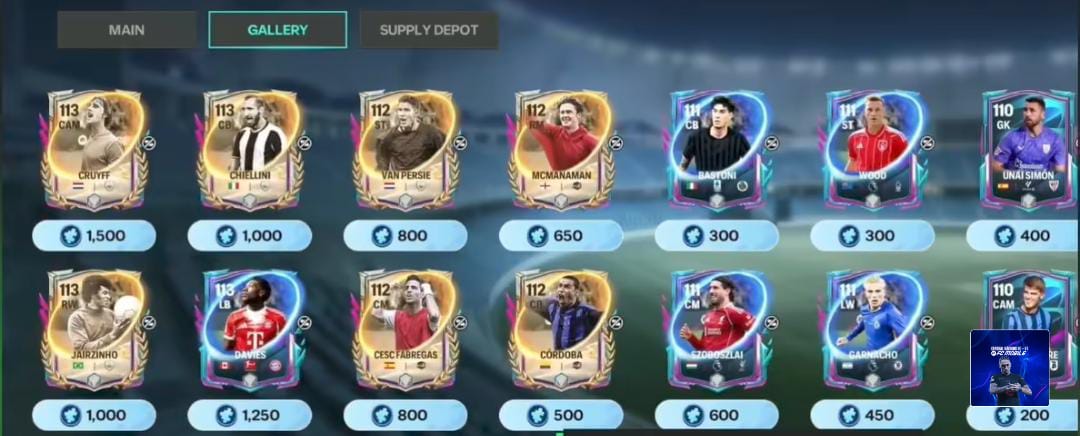 MAIN GALLERY SUPPLY DEPOT
113 113 112 112 111 111 110
CAM CB ST RM CB ST GK
CRUYFF CHIELLINI VAN PERSIE MCMANAMAN BASTONI WOOD UNAI SIMÓN
1,500 1,000 800 650 300 300 400
113 113 112 112 111 111 110
RW LB CM CB CM LW CAM
JAIRZINHO DAVIES CESC FÀBREGAS CÓRDOBA SZOBOSZLAI GARNACHO
FC MOBILE
1,000 1,250 800 500 600 450 200